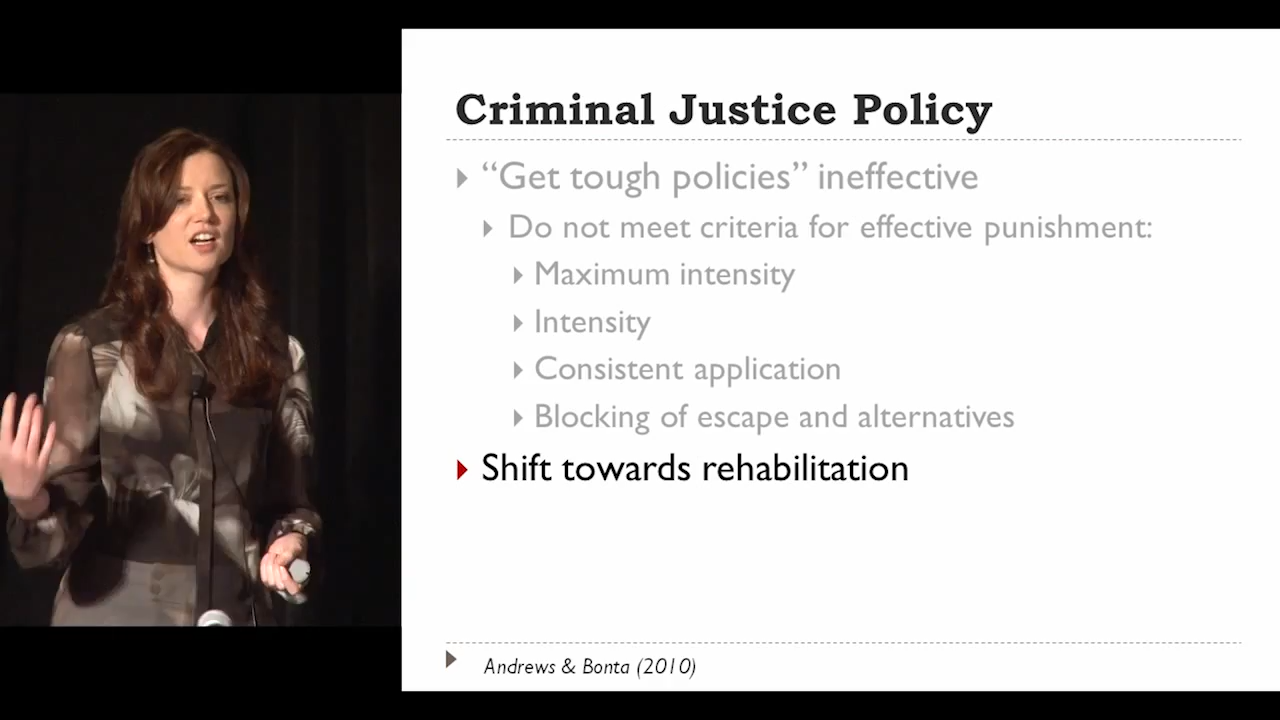 Criminal Justice Policy
“Get tough policies” ineffective
Do not meet criteria for effective punishment:
Maximum intensity
Intensity
Consistent application
Blocking of escape and alternatives
Shift towards rehabilitation
Andrews & Bonta (2010)